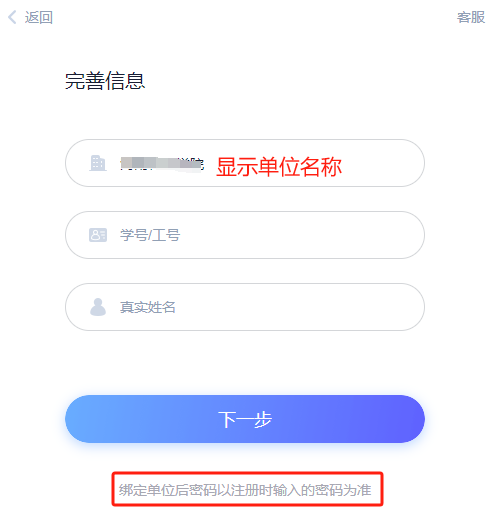 返回
客服
完善信息
学院 显示单位名称
学号/工号
真实姓名
下一步
绑定单位后密码以注册时输入的密码为准